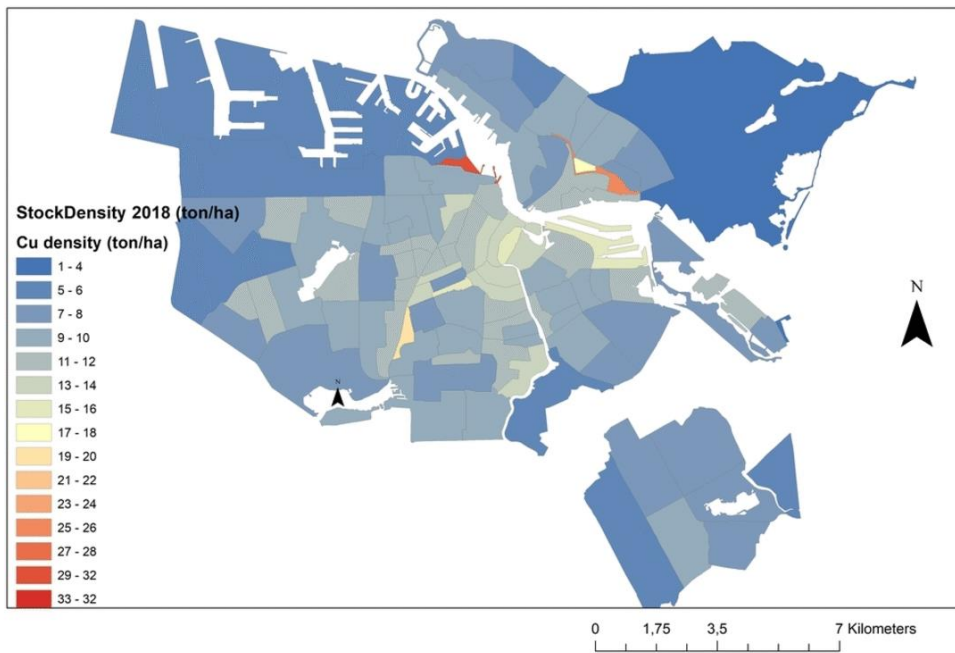 StockDensity 2018 (ton/ha)
Cu density (ton/ha)
1 - 4
5 - 6
7 - 8
9 - 10
11 - 12
13 - 14
15 - 16
17 - 18
19 - 20
21 - 22
23 - 24
25 - 26
27 - 28
29 - 32
33 - 32
N
N
0 1,75 3,5 7 Kilometers